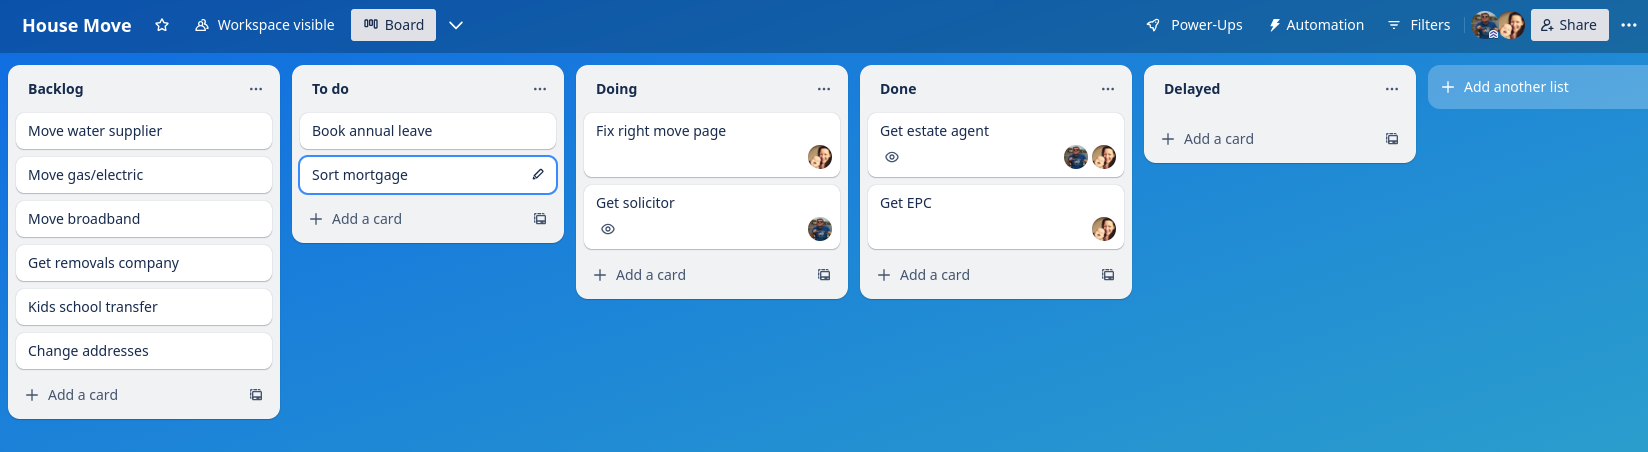 House Move
Workspace visible
Board
Power-Ups
Automation
Filters
Share
Backlog
Move water supplier
Move gas/electric
Move broadband
Get removals company
Kids school transfer
Change addresses
Add a card
To do
Book annual leave
Sort mortgage
Add a card
Doing
Fix right move page
Get solicitor
Add a card
Done
Get estate agent
Get EPC
Add a card
Delayed
Add a card
Add another list